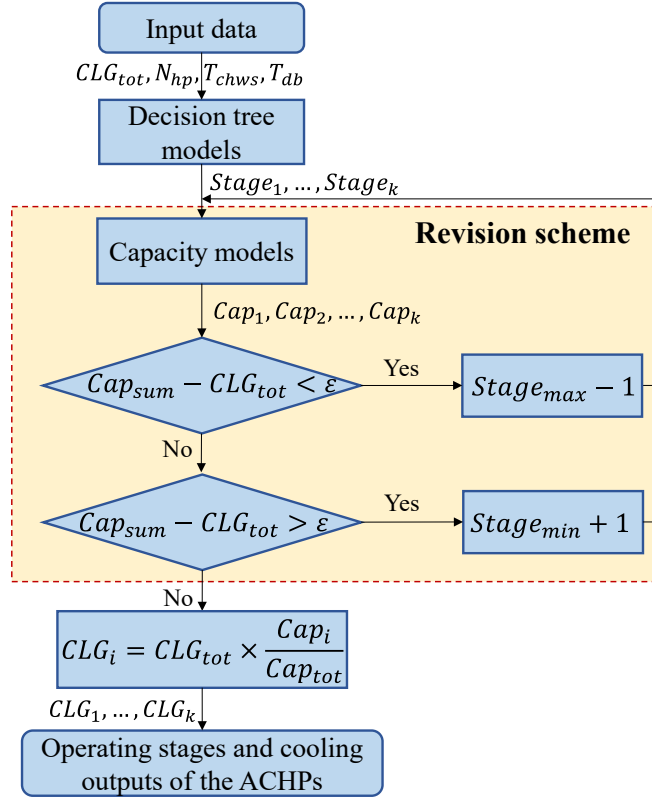 Input data
CLG_tot, N_hp, T_chws, T_db
Decision tree
models
Stage_1, ..., Stage_k
Revision scheme
Capacity models
Cap_1, Cap_2, ..., Cap_k
Cap_sum − CLG_tot < ε
Yes
Stage_max − 1
No
Cap_sum − CLG_tot > ε
Yes
Stage_min + 1
No
CLG_i = CLG_tot × Cap_i / Cap_tot
CLG_1, ..., CLG_k
Operating stages and cooling
outputs of the ACHPs